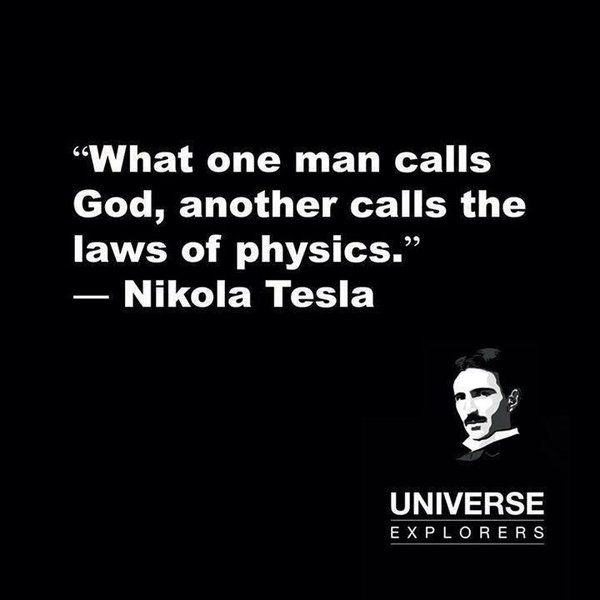 “What one man calls
God, another calls the
laws of physics.”
— Nikola Tesla
UNIVERSE
EXPLORERS